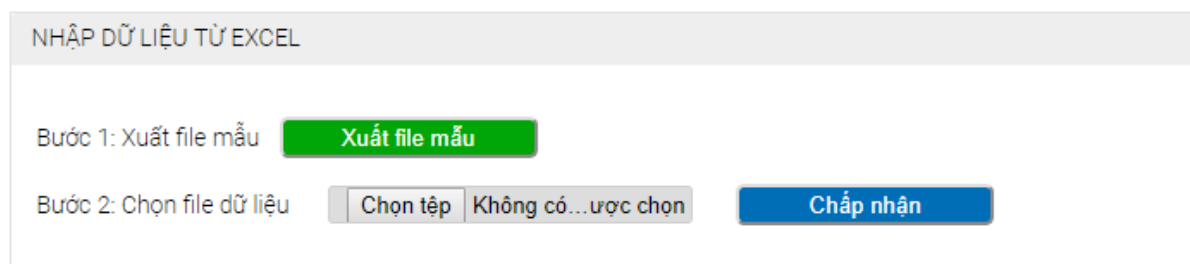 NHẬP DỮ LIỆU TỪ EXCEL
Bước 1: Xuất file mẫu Xuất file mẫu
Bước 2: Chọn file dữ liệu Chọn tệp Không có...ược chọn Chấp nhận